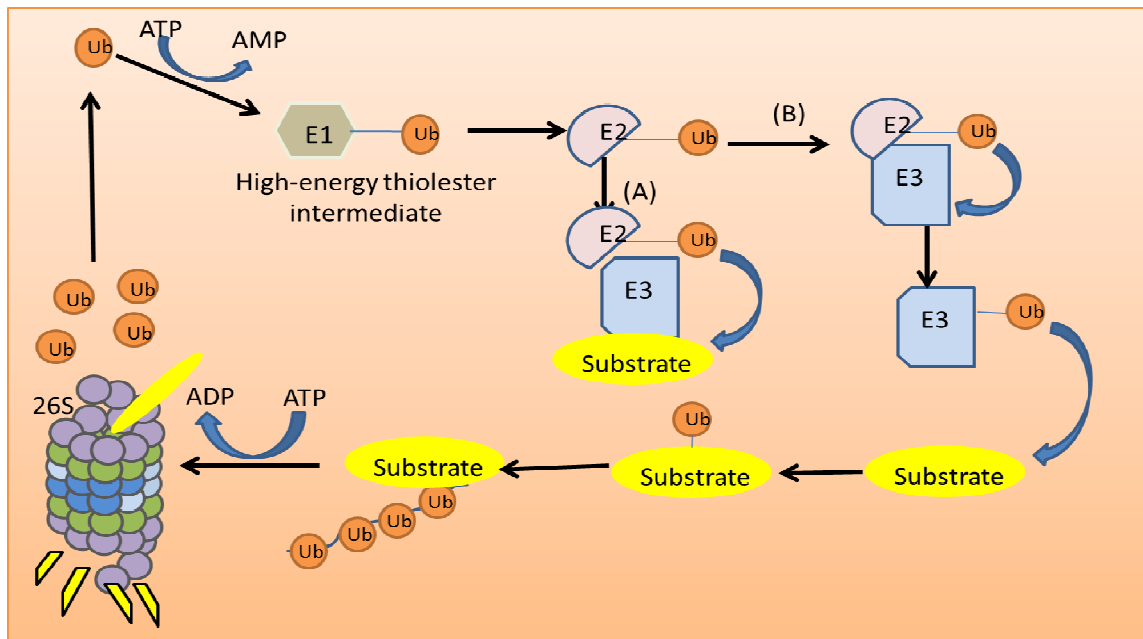 ATP
AMP
Ub
E1
Ub
High-energy thiolester
intermediate
E2
Ub
(B)
E2
Ub
E3
(A)
E2
Ub
E3
Substrate
E3
Ub
Ub
Ub
Ub
Ub
26S
ADP
ATP
Substrate
Ub
Ub
Ub
Ub
Ub
Substrate
Substrate